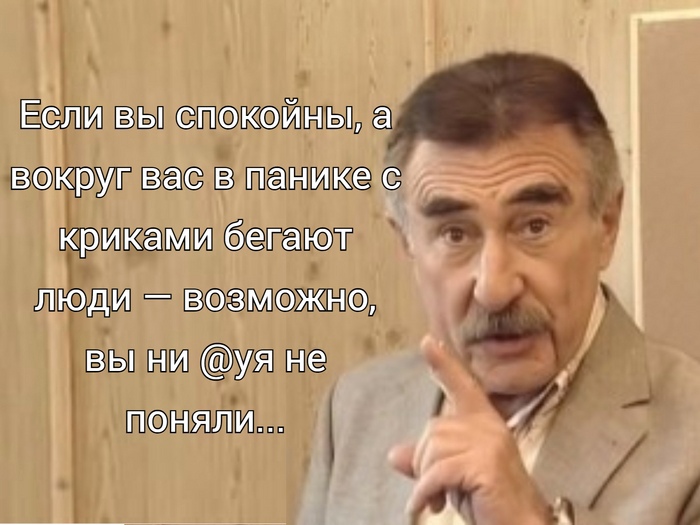 Если вы спокойны, а
вокруг вас в панике с
криками бегают
люди — возможно,
вы ни @уя не
поняли...